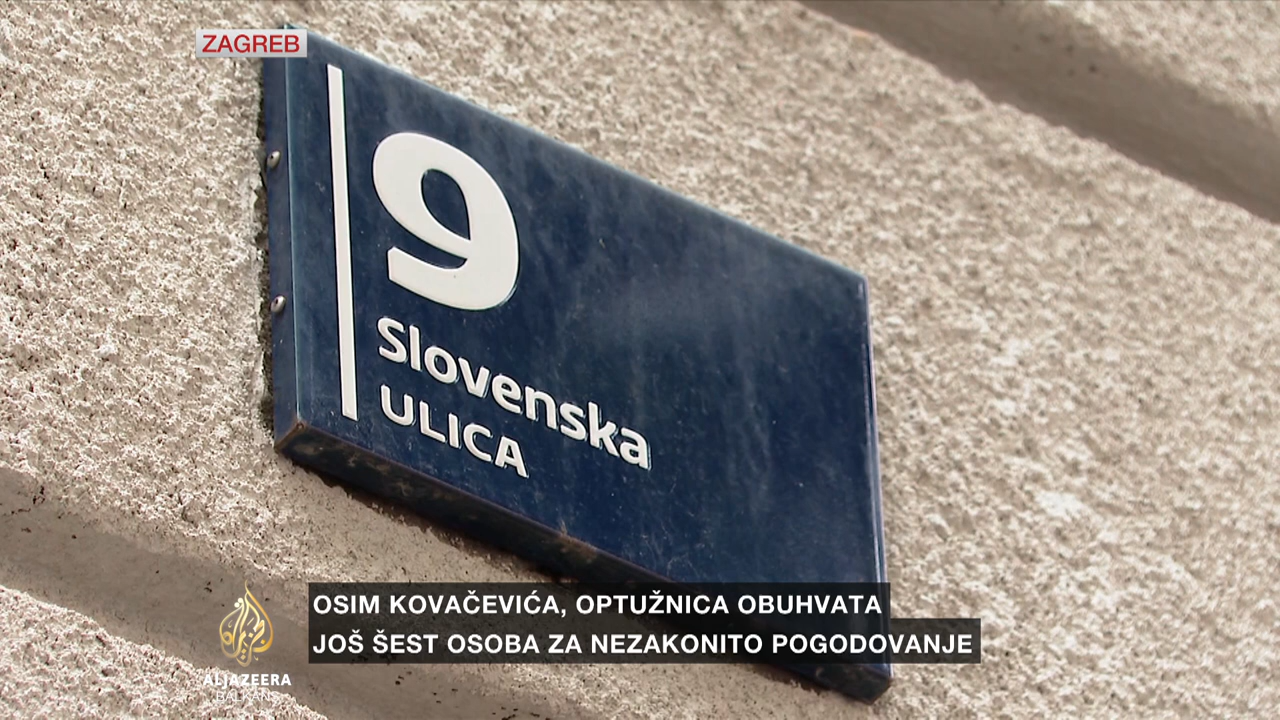 ZAGREB
9
Slovenska
ULICA
OSIM KOVAČEVIĆA, OPTUŽNICA OBUHVATA
JOŠ ŠEST OSOBA ZA NEZAKONITO POGODOVANJE
ALJAZEERA
BALKANS